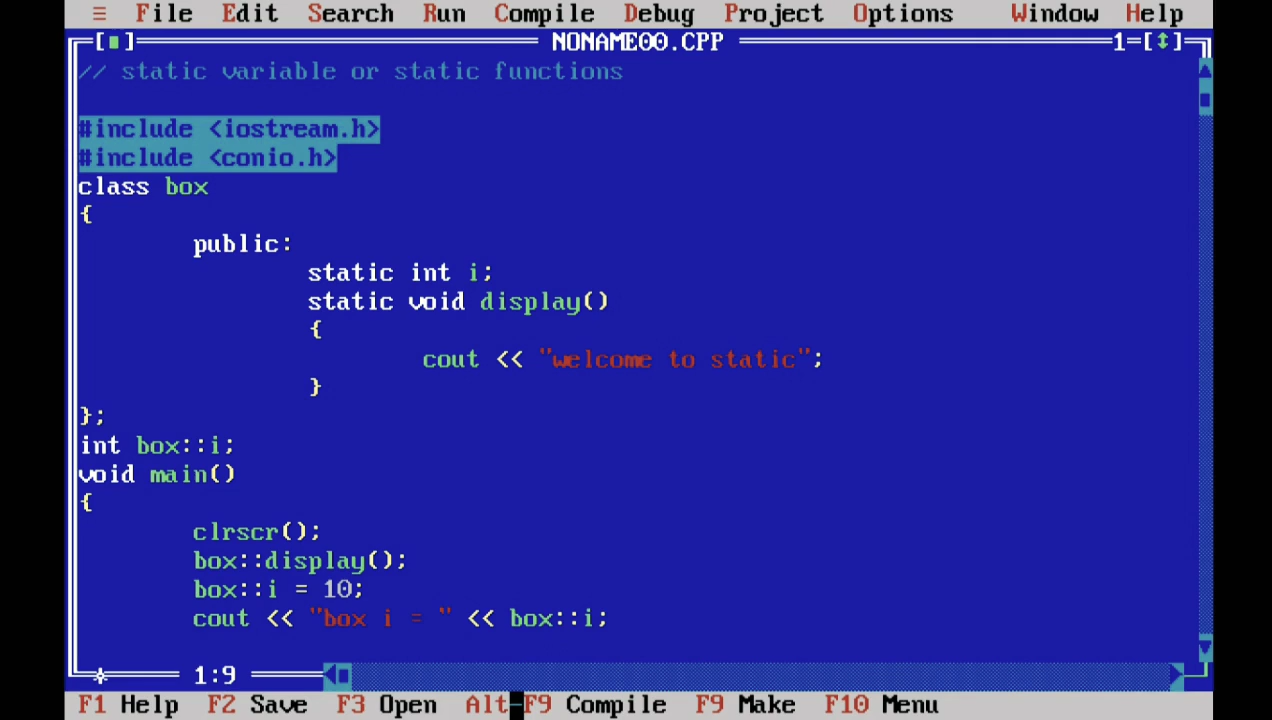 ≡ File Edit Search Run Compile Debug Project Options Window Help
[■] NONAME00.CPP 1=[↕]
// static variable or static functions
#include <iostream.h>
#include <conio.h>
class box
{
public:
static int i;
static void display()
{
cout << "welcome to static";
}
};
int box::i;
void main()
{
clrscr();
box::display();
box::i = 10;
cout << "box i = " << box::i;
1:9
F1 Help F2 Save F3 Open Alt-F9 Compile F9 Make F10 Menu